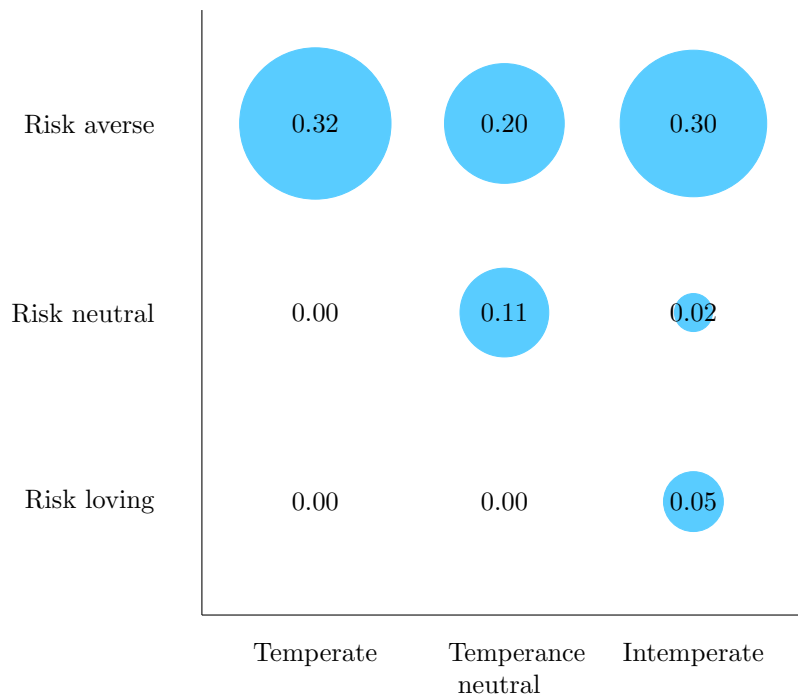 Risk averse 0.32 0.20 0.30
Risk neutral 0.00 0.11 0.02
Risk loving 0.00 0.00 0.05
Temperate Temperance Intemperate
neutral